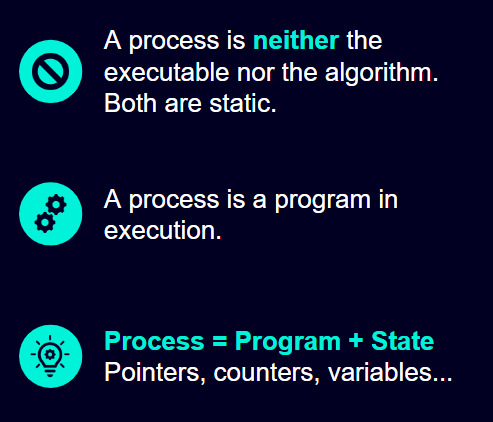 A process is neither the
executable nor the algorithm.
Both are static.
A process is a program in
execution.
Process = Program + State
Pointers, counters, variables...